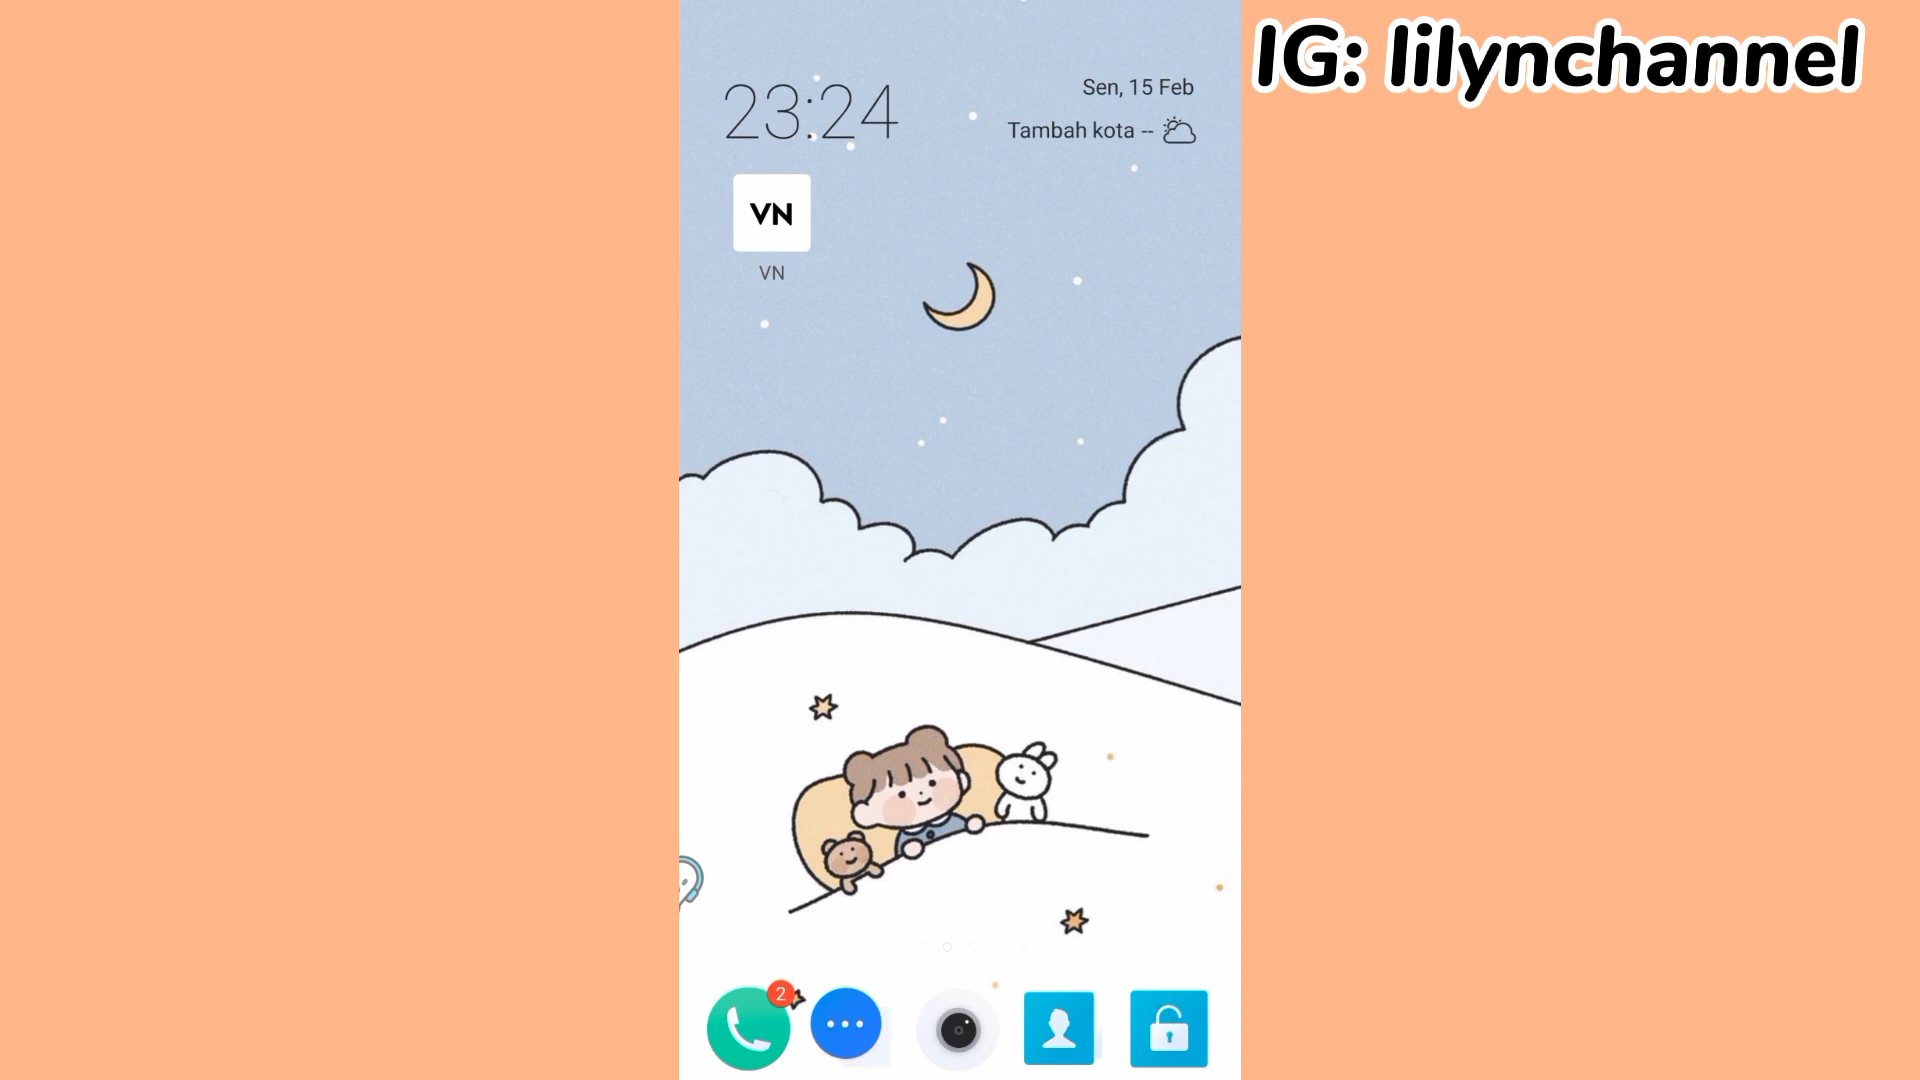 IG: lilynchannel
23:24
Sen, 15 Feb
Tambah kota --
VN
VN
2